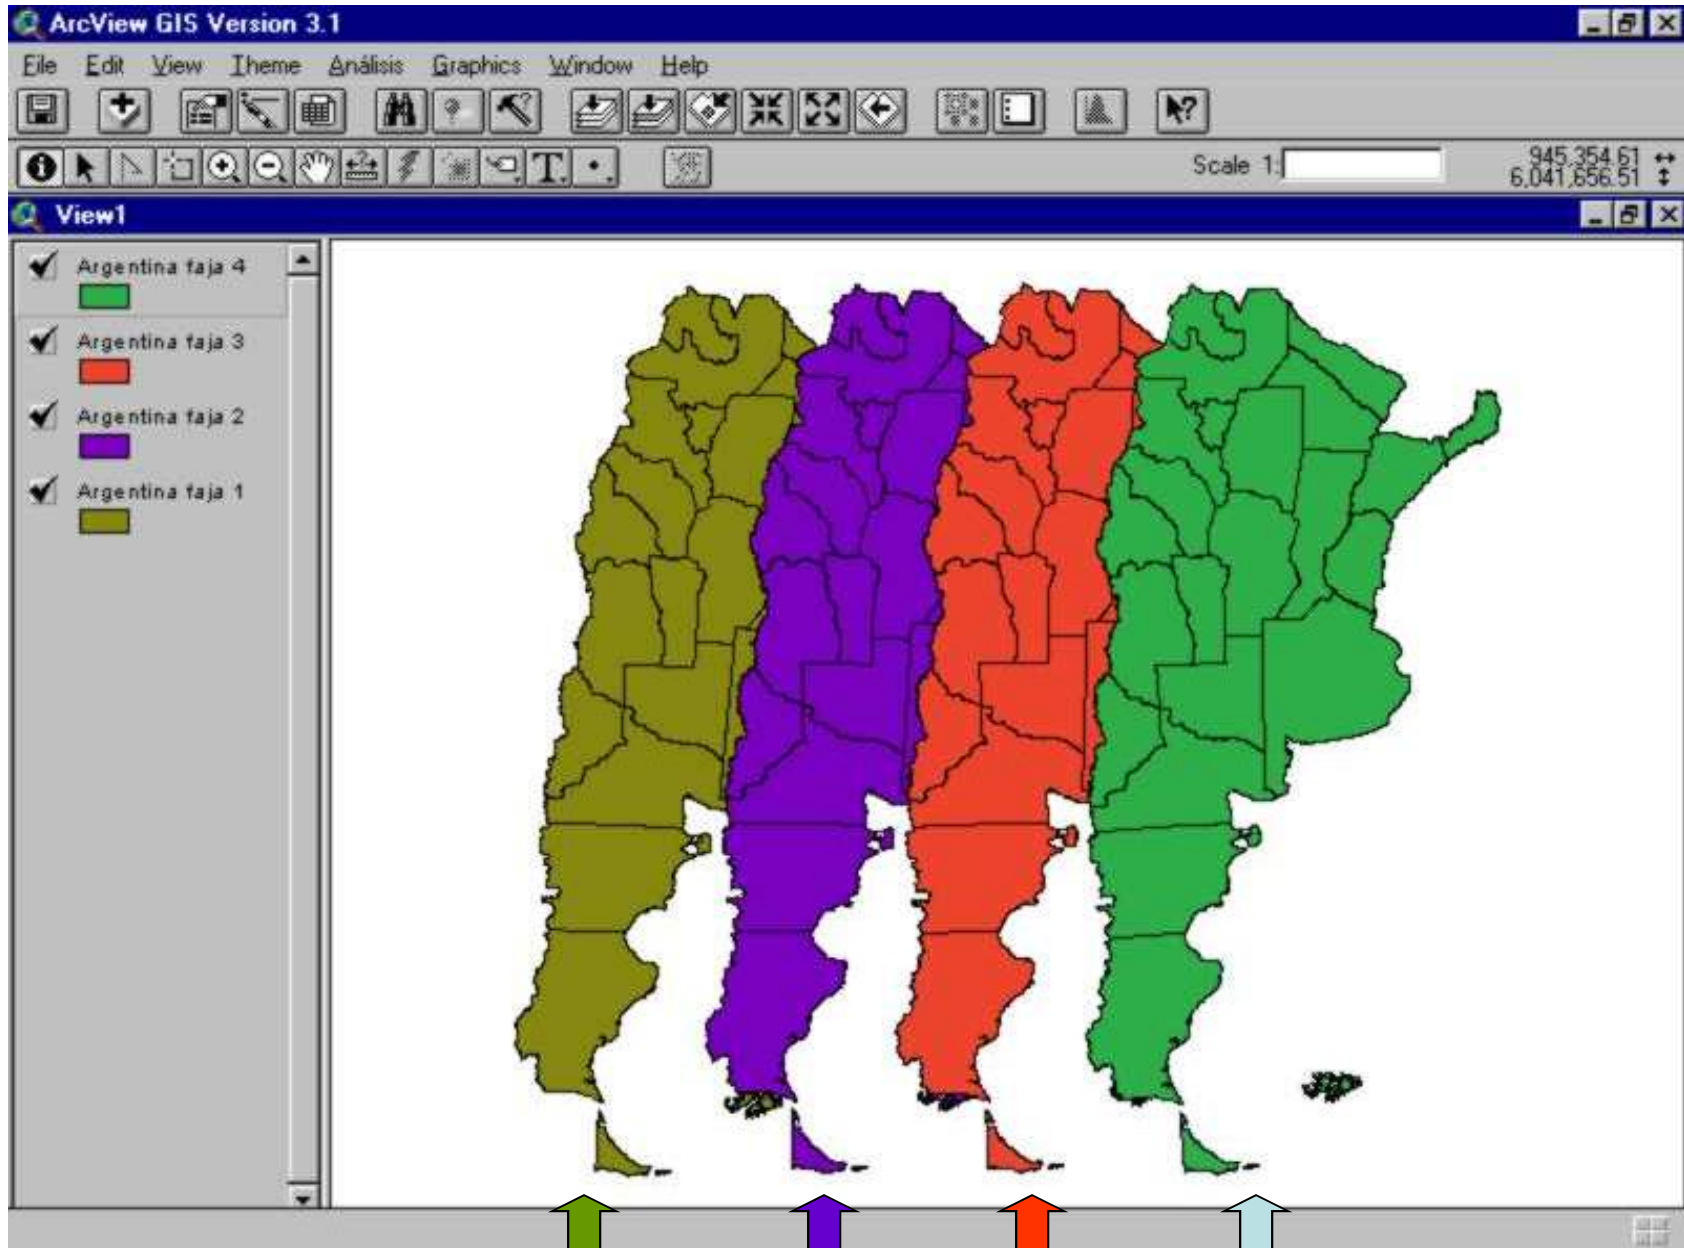 ArcView GIS Version 3.1
File Edit View Theme Análisis Graphics Window Help
Scale 1:
945,354.61
6,041,656.51
View1
Argentina faja 4
Argentina faja 3
Argentina faja 2
Argentina faja 1